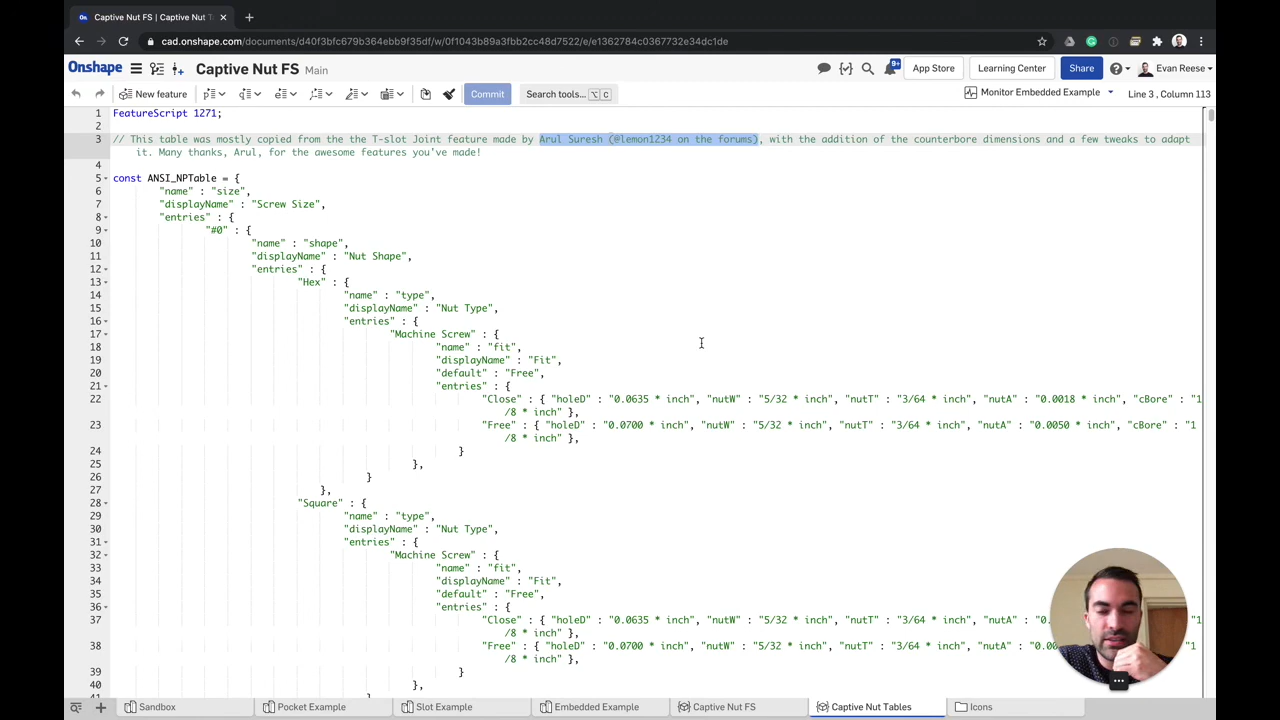 Captive Nut FS | Captive Nut T
cad.onshape.com/documents/d40f3bfc679b364ebb9f35df/w/0f1043b89a3fbb2cc48d7522/e/e1362784c0367732e34dc1de
Onshape Captive Nut FS Main 9+ App Store Learning Center Share Evan Reese
New feature Commit Search tools... ⌥ C Monitor Embedded Example Line 3, Column 113
1 FeatureScript 1271;
2
3 // This table was mostly copied from the the T-slot Joint feature made by Arul Suresh (@lemon1234 on the forums), with the addition of the counterbore dimensions and a few tweaks to adapt
it. Many thanks, Arul, for the awesome features you've made!
4
5 const ANSI_NPTable = {
6 "name" : "size",
7 "displayName" : "Screw Size",
8 "entries" : {
9 "#0" : {
10 "name" : "shape",
11 "displayName" : "Nut Shape",
12 "entries" : {
13 "Hex" : {
14 "name" : "type",
15 "displayName" : "Nut Type",
16 "entries" : {
17 "Machine Screw" : {
18 "name" : "fit",
19 "displayName" : "Fit",
20 "default" : "Free",
21 "entries" : {
22 "Close" : { "holeD" : "0.0635 * inch", "nutW" : "5/32 * inch", "nutT" : "3/64 * inch", "nutA" : "0.0018 * inch", "cBore" : "1
/8 * inch" },
23 "Free" : { "holeD" : "0.0700 * inch", "nutW" : "5/32 * inch", "nutT" : "3/64 * inch", "nutA" : "0.0050 * inch", "cBore" : "1
/8 * inch" },
24 }
25 },
26 }
27 },
28 "Square" : {
29 "name" : "type",
30 "displayName" : "Nut Type",
31 "entries" : {
32 "Machine Screw" : {
33 "name" : "fit",
34 "displayName" : "Fit",
35 "default" : "Free",
36 "entries" : {
37 "Close" : { "holeD" : "0.0635 * inch", "nutW" : "5/32 * inch", "nutT" : "3/64 * inch", "nutA" : "0. : "1
/8 * inch" },
38 "Free" : { "holeD" : "0.0700 * inch", "nutW" : "5/32 * inch", "nutT" : "3/64 * inch", "nutA" : "0.00 "1
/8 * inch" },
39 }
40 },
Sandbox Pocket Example Slot Example Embedded Example Captive Nut FS Captive Nut Tables Icons